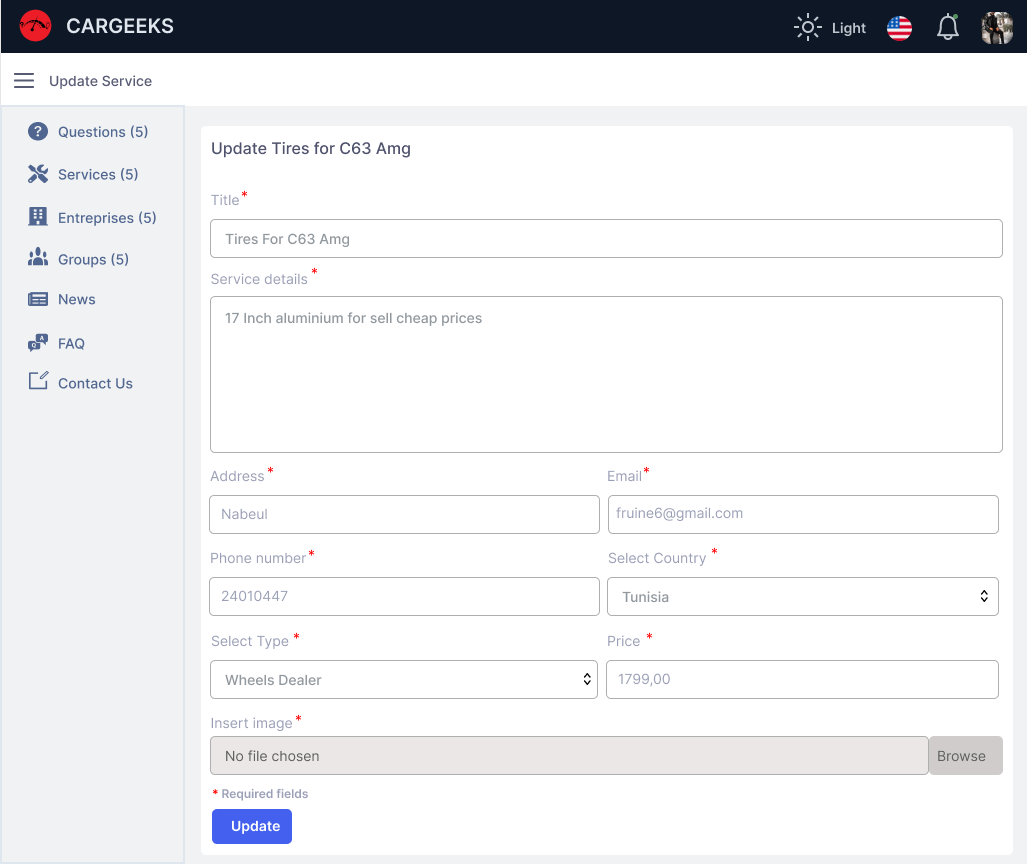 CARGEEKS
Light
Update Service
Questions (5)
Services (5)
Entreprises (5)
Groups (5)
News
FAQ
Contact Us
Update Tires for C63 Amg
Title*
Tires For C63 Amg
Service details *
17 Inch aluminium for sell cheap prices
Address* Email*
Nabeul fruine6@gmail.com
Phone number* Select Country *
24010447 Tunisia
Select Type * Price *
Wheels Dealer 1799,00
Insert image*
No file chosen Browse
* Required fields
Update